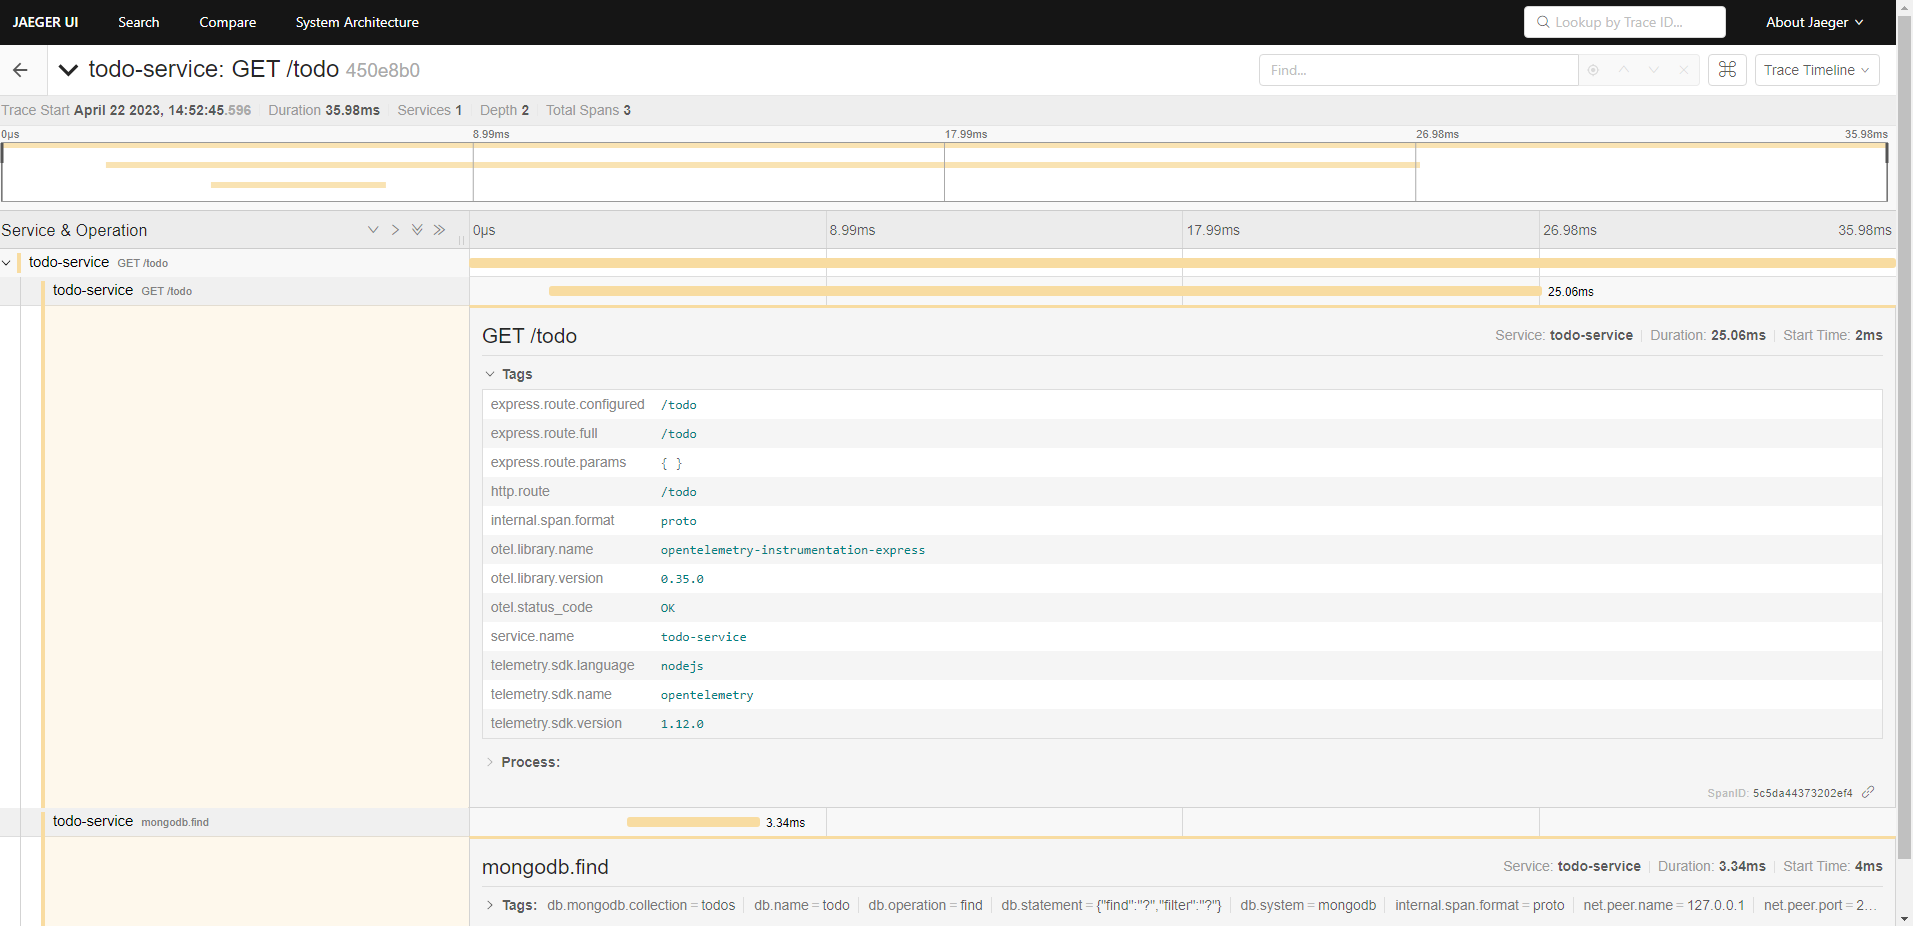 JAEGER UI Search Compare System Architecture Lookup by Trace ID... About Jaeger
todo-service: GET /todo 450e8b0 Find... Trace Timeline
Trace Start April 22 2023, 14:52:45.596 Duration 35.98ms Services 1 Depth 2 Total Spans 3
0μs 8.99ms 17.99ms 26.98ms 35.98ms
Service & Operation 0μs 8.99ms 17.99ms 26.98ms 35.98ms
todo-service GET /todo
todo-service GET /todo 25.06ms
GET /todo Service: todo-service Duration: 25.06ms Start Time: 2ms
Tags
express.route.configured /todo
express.route.full /todo
express.route.params { }
http.route /todo
internal.span.format proto
otel.library.name opentelemetry-instrumentation-express
otel.library.version 0.35.0
otel.status_code OK
service.name todo-service
telemetry.sdk.language nodejs
telemetry.sdk.name opentelemetry
telemetry.sdk.version 1.12.0
Process:
SpanID: 5c5da44373202ef4
todo-service mongodb.find 3.34ms
mongodb.find Service: todo-service Duration: 3.34ms Start Time: 4ms
Tags: db.mongodb.collection = todos db.name = todo db.operation = find db.statement = {"find":"?","filter":"?"} db.system = mongodb internal.span.format = proto net.peer.name = 127.0.0.1 net.peer.port = 2...